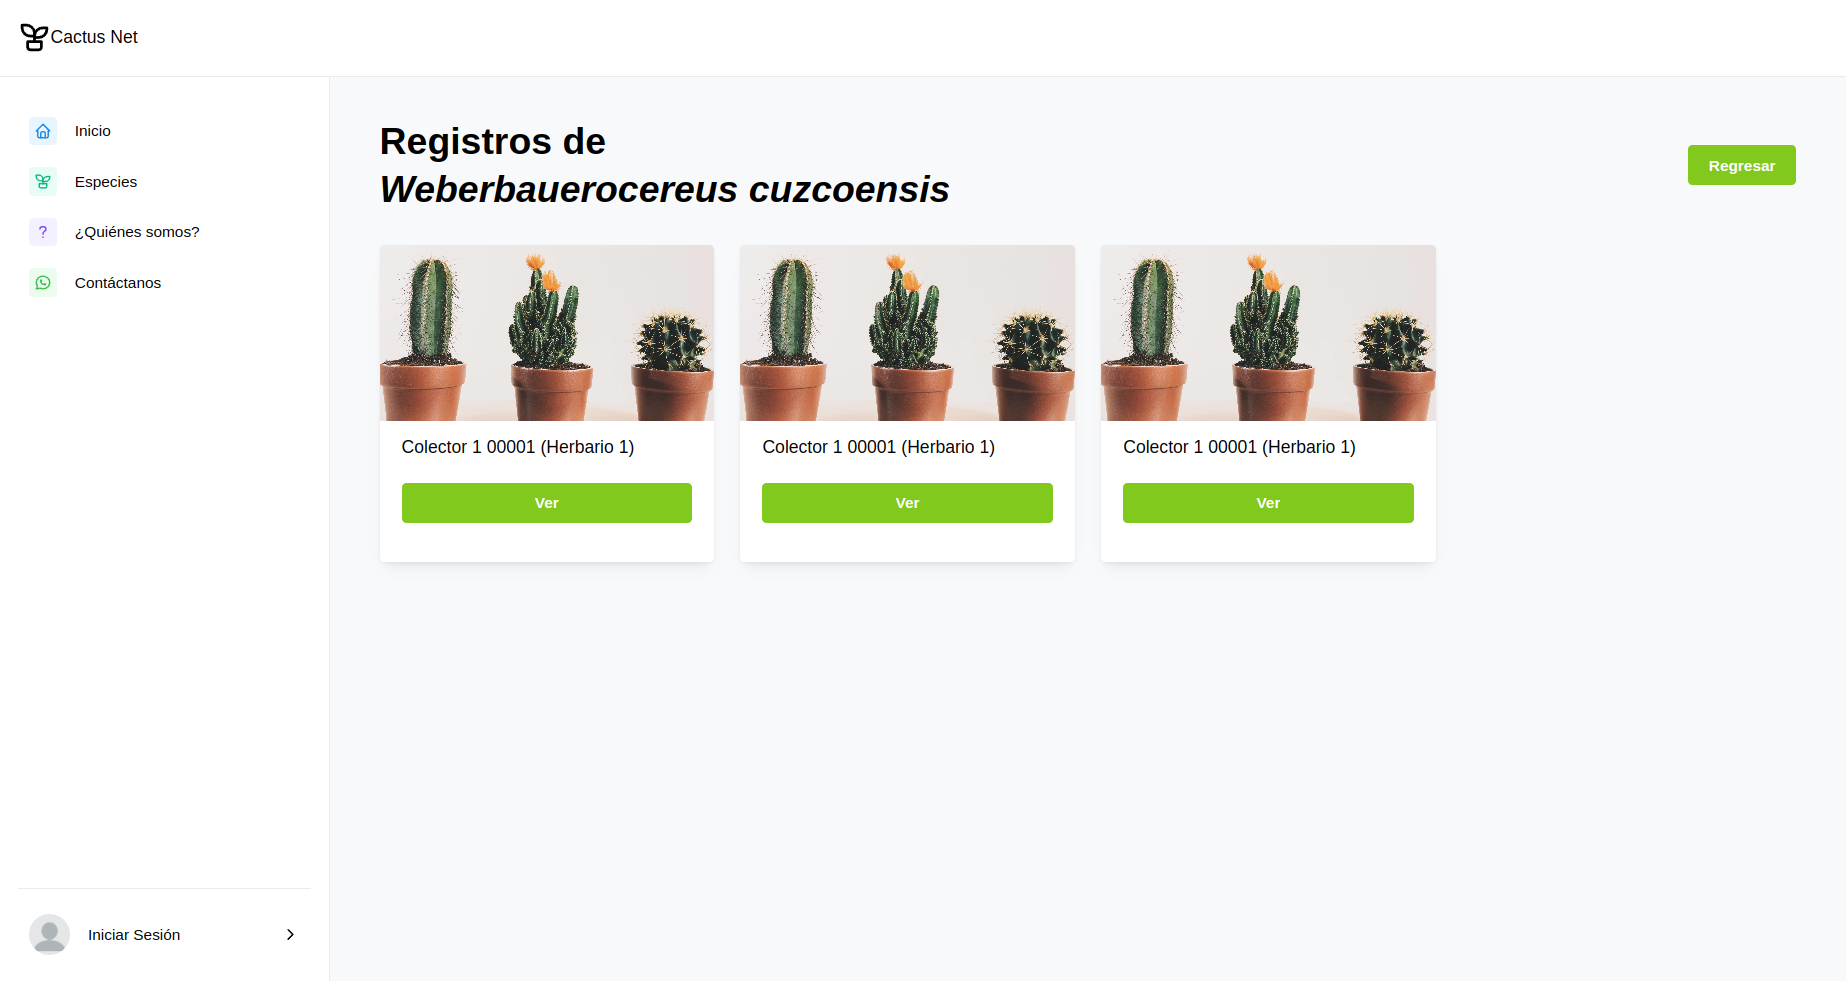 Cactus Net
Inicio
Especies
¿Quiénes somos?
Contáctanos
Iniciar Sesión
Registros de
Weberbauerocereus cuzcoensis
Regresar
Colector 1 00001 (Herbario 1)
Ver
Colector 1 00001 (Herbario 1)
Ver
Colector 1 00001 (Herbario 1)
Ver